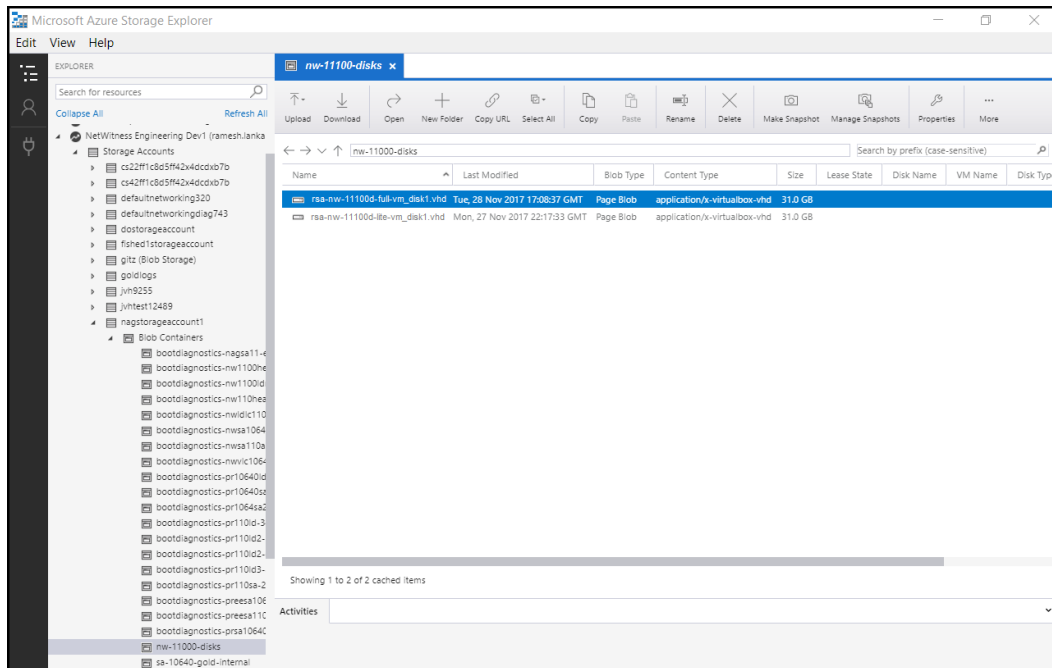 Microsoft Azure Storage Explorer
Edit View Help
EXPLORER
Search for resources
Collapse All Refresh All
NetWitness Engineering Dev1 (ramesh.lanka
Storage Accounts
cs22ff1c8d5ff42x4dcdxb7b
cs42ff1c8d5ff42x4dcdxb7b
defaultnetworking320
defaultnetworkingdiag743
dostorageaccount
fished1storageaccount
gitz (Blob Storage)
goldlogs
jvh9255
jvhtest12489
nagstorageaccount1
Blob Containers
bootdiagnostics-nagsa11-e
bootdiagnostics-nw1100he
bootdiagnostics-nw1100ld
bootdiagnostics-nw110hea
bootdiagnostics-nwldlc110
bootdiagnostics-nwsa1064
bootdiagnostics-nwsa110a
bootdiagnostics-nwvlc1064
bootdiagnostics-pr10640ld
bootdiagnostics-pr10640sa
bootdiagnostics-pr1064sa2
bootdiagnostics-pr110ld-3
bootdiagnostics-pr110ld2-
bootdiagnostics-pr110ld2-
bootdiagnostics-pr110ld3-
bootdiagnostics-pr110sa-2
bootdiagnostics-preesa106
bootdiagnostics-preesa110
bootdiagnostics-prsa10640
nw-11000-disks
sa-10640-gold-internal
nw-11100-disks
Upload Download Open New Folder Copy URL Select All Copy Paste Rename Delete Make Snapshot Manage Snapshots Properties More
nw-11000-disks Search by prefix (case-sensitive)
Name Last Modified Blob Type Content Type Size Lease State Disk Name VM Name Disk Typ
rsa-nw-11100d-full-vm_disk1.vhd Tue, 28 Nov 2017 17:08:37 GMT Page Blob application/x-virtualbox-vhd 31.0 GB
rsa-nw-11100d-lite-vm_disk1.vhd Mon, 27 Nov 2017 22:17:33 GMT Page Blob application/x-virtualbox-vhd 31.0 GB
Showing 1 to 2 of 2 cached items
Activities